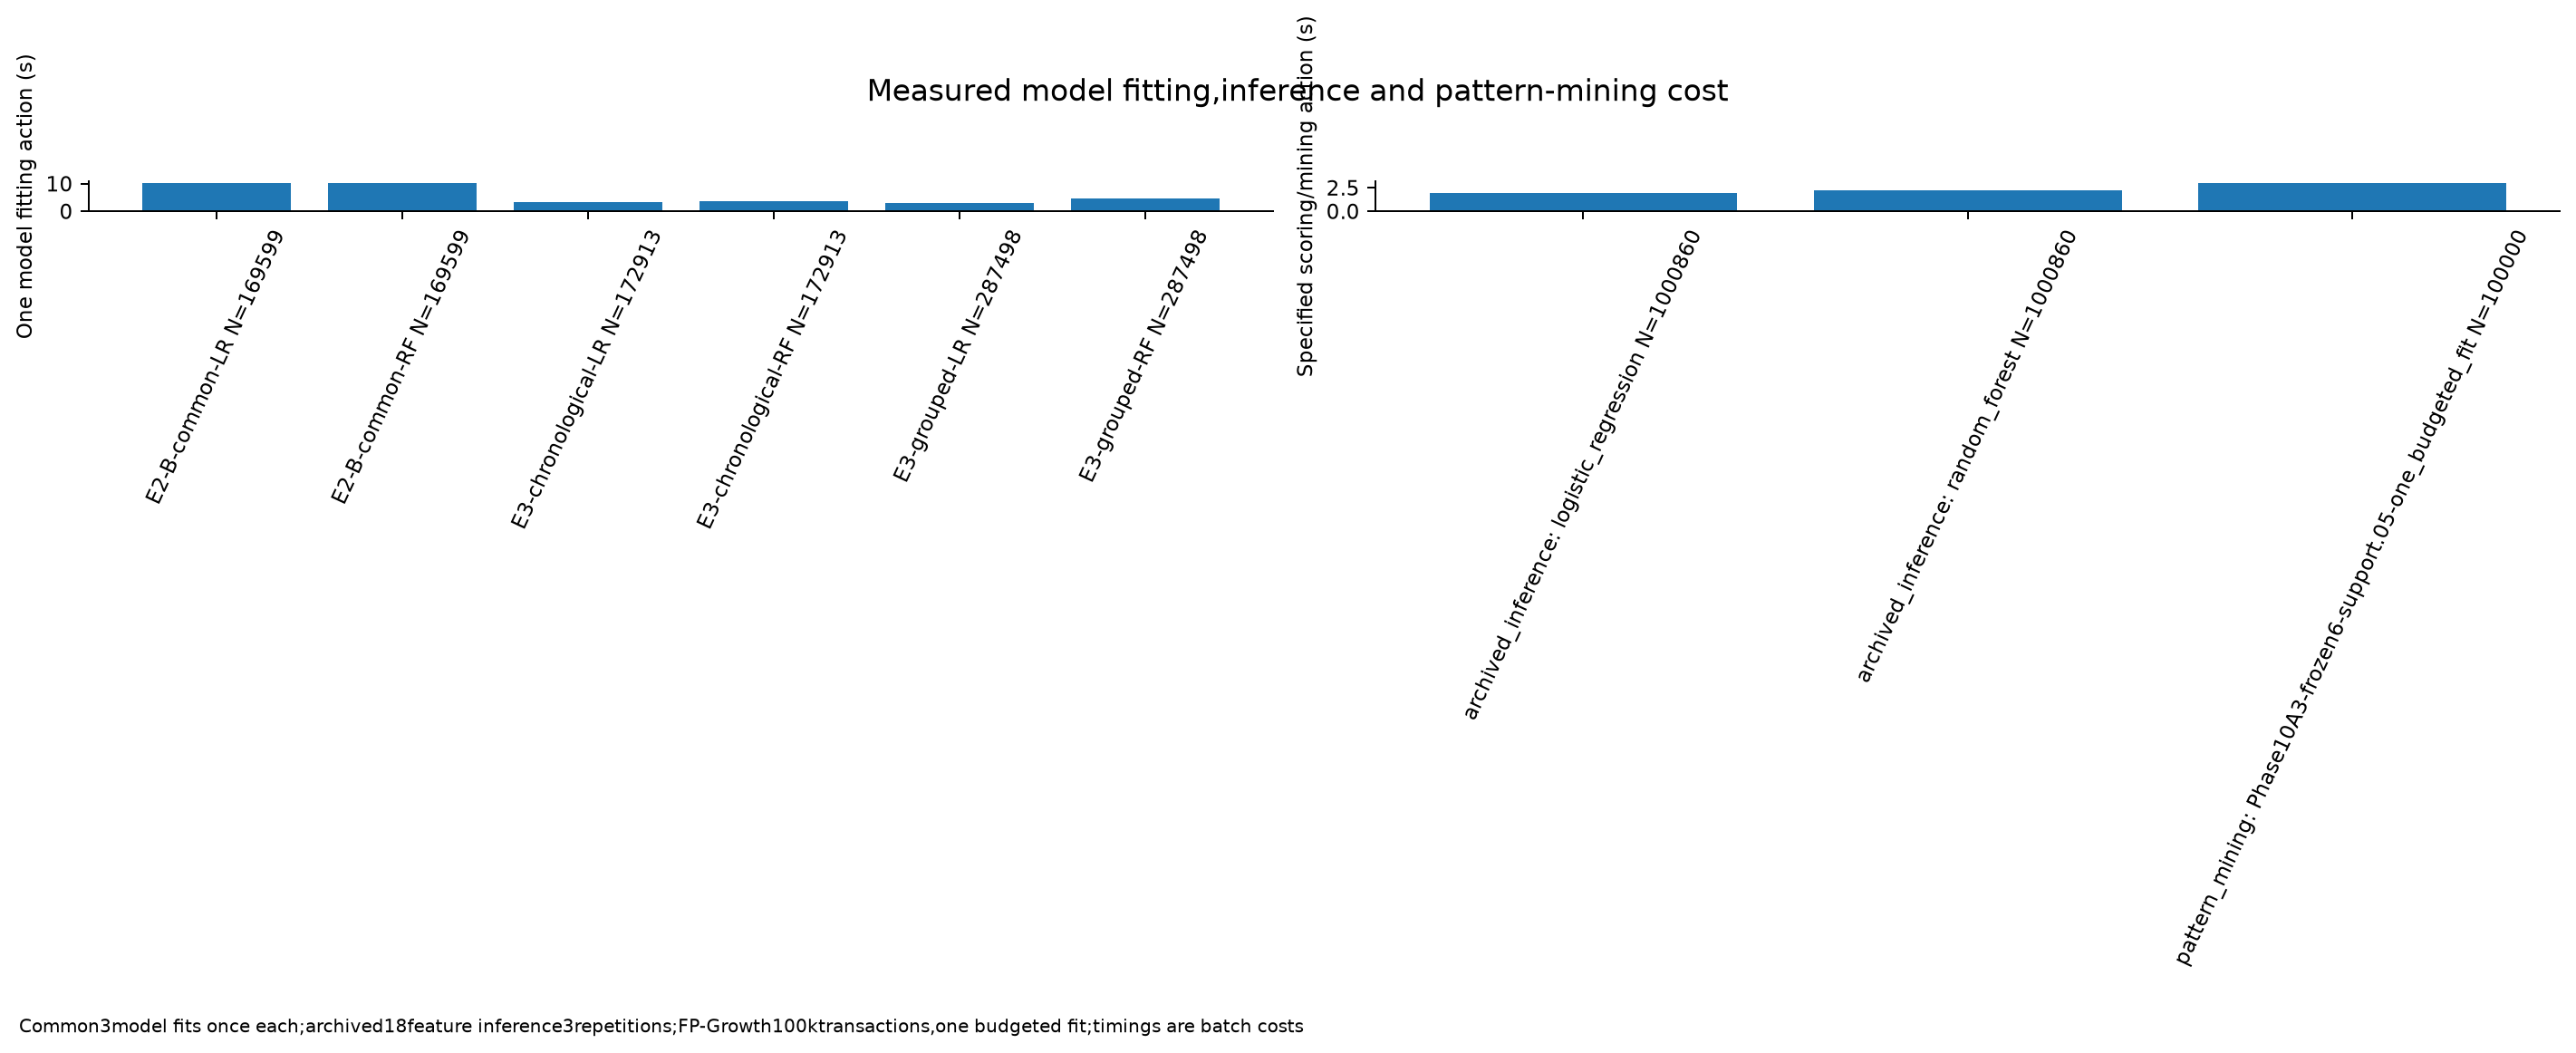 Measured model fitting,inference and pattern-mining cost
One model fitting action (s)
10
0
E2-B-common-LR N=169599
E2-B-common-RF N=169599
E3-chronological-LR N=172913
E3-chronological-RF N=172913
E3-grouped-LR N=287498
E3-grouped-RF N=287498
Specified scoring/mining action (s)
2.5
0.0
archived_inference: logistic_regression N=1000860
archived_inference: random_forest N=1000860
pattern_mining: Phase10A3-frozen6-support.05-one_budgeted_fit N=100000
Common3model fits once each;archived18feature inference3repetitions;FP-Growth100ktransactions,one budgeted fit;timings are batch costs